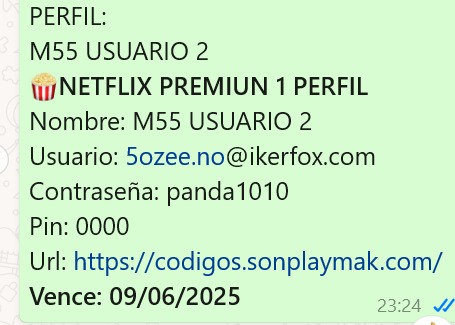 PERFIL:
M55 USUARIO 2
🍿NETFLIX PREMIUN 1 PERFIL
Nombre: M55 USUARIO 2
Usuario: 5ozee.no@ikerfox.com
Contraseña: panda1010
Pin: 0000
Url: https://codigos.sonplaymak.com/
Vence: 09/06/2025
23:24